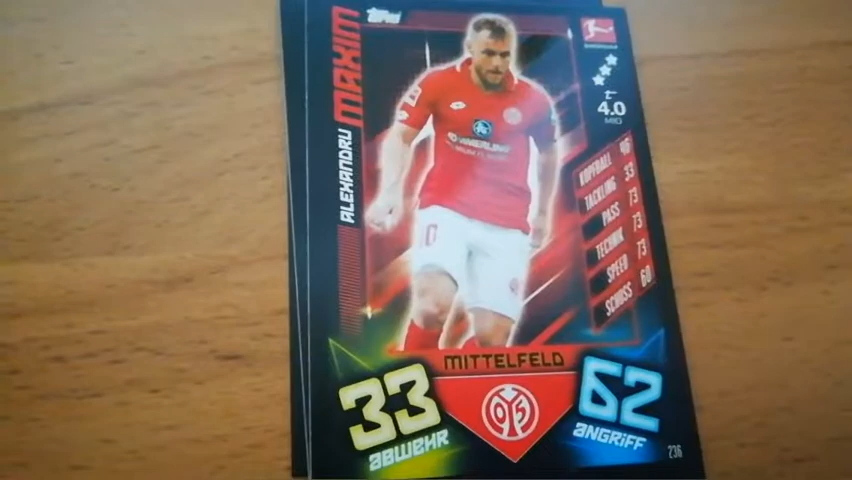 topps
BUNDESLIGA
ALEXANDRU MAXIM
4.0
MIO
KOPFBALL 46
TACKLING 33
PASS 73
TECHNIK 73
SPEED 73
SCHUSS 60
MITTELFELD
33
ABWEHR
62
ANGRIFF
236